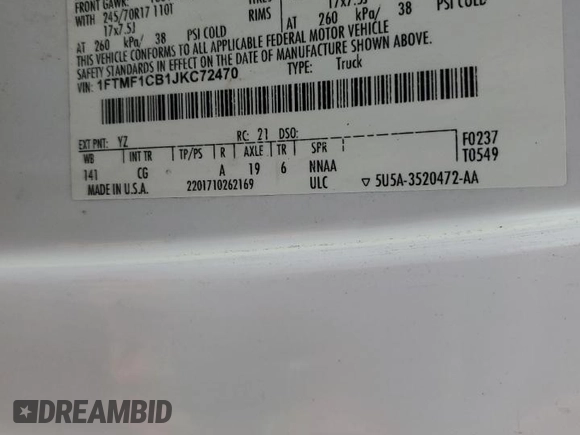 FRONT GAWR:
WITH 245/70R17 110T RIMS 17x7.5J
17x7.5J
AT 260 kPa/ 38 PSI COLD AT 260 kPa/ 38 PSI COLD
THIS VEHICLE CONFORMS TO ALL APPLICABLE FEDERAL MOTOR VEHICLE
SAFETY STANDARDS IN EFFECT ON THE DATE OF MANUFACTURE SHOWN ABOVE.
VIN: 1FTMF1CB1JKC72470 TYPE: Truck
EXT PNT: YZ RC: 21 DSO:
WB INT TR TP/PS R AXLE TR SPR F0237
141 CG A 19 6 NNAA T0549
MADE IN U.S.A. 2201710262169 ULC ▽ 5U5A-3520472-AA
DREAMBID